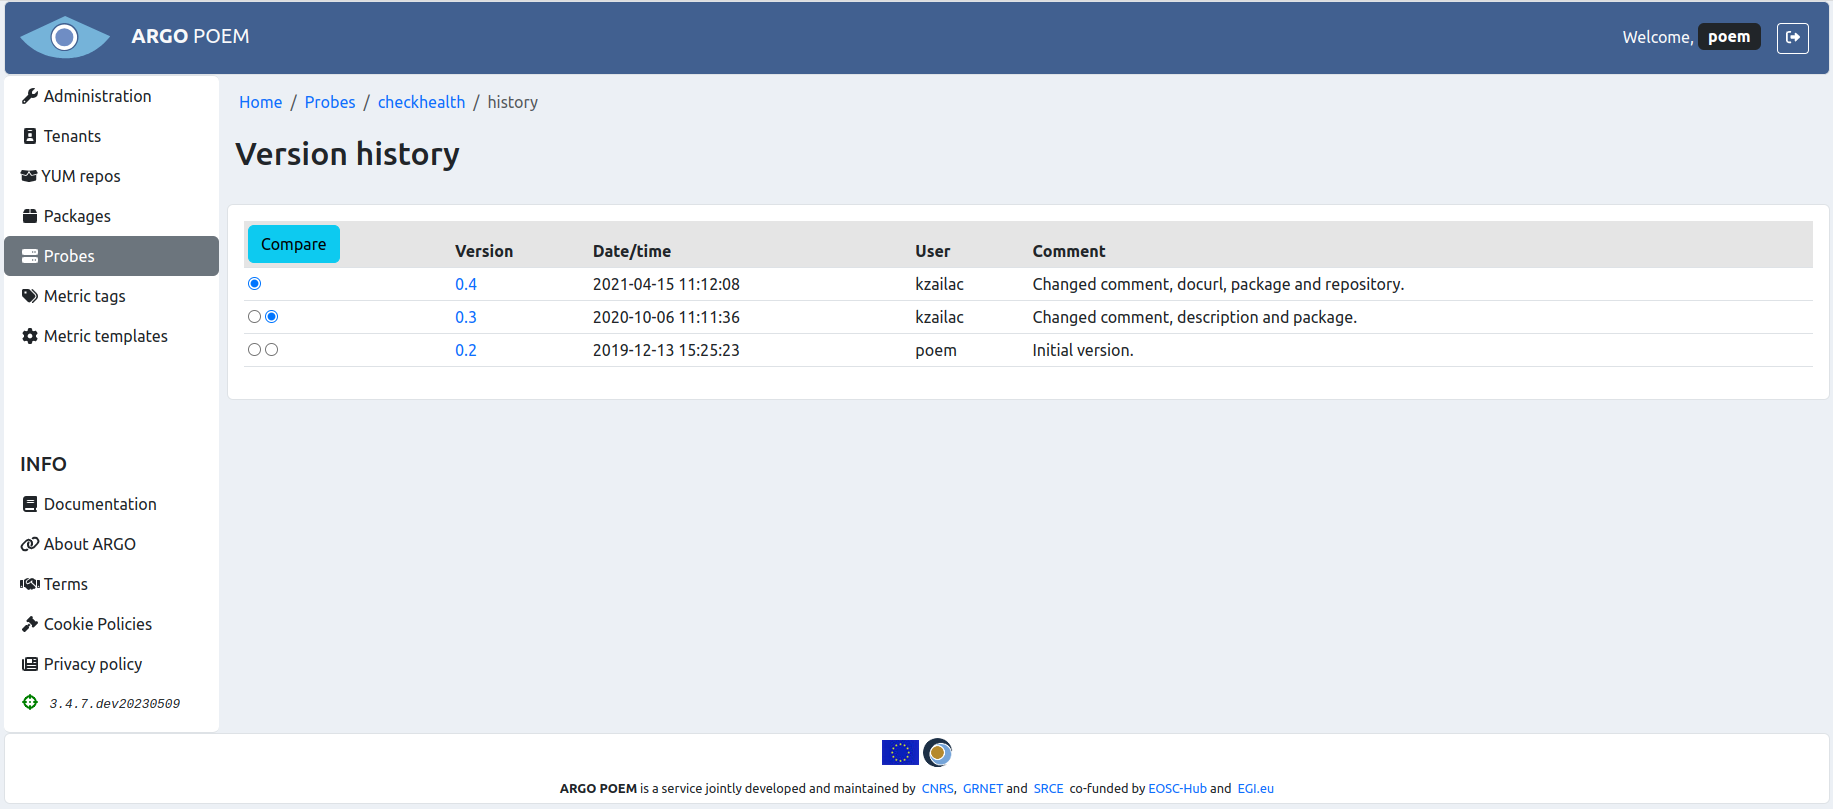 ARGO POEM
Welcome, poem
Administration
Tenants
YUM repos
Packages
Probes
Metric tags
Metric templates
INFO
Documentation
About ARGO
Terms
Cookie Policies
Privacy policy
3.4.7.dev20230509
Home / Probes / checkhealth / history
Version history
Compare Version Date/time User Comment
0.4 2021-04-15 11:12:08 kzailac Changed comment, docurl, package and repository.
0.3 2020-10-06 11:11:36 kzailac Changed comment, description and package.
0.2 2019-12-13 15:25:23 poem Initial version.
ARGO POEM is a service jointly developed and maintained by CNRS, GRNET and SRCE co-funded by EOSC-Hub and EGI.eu